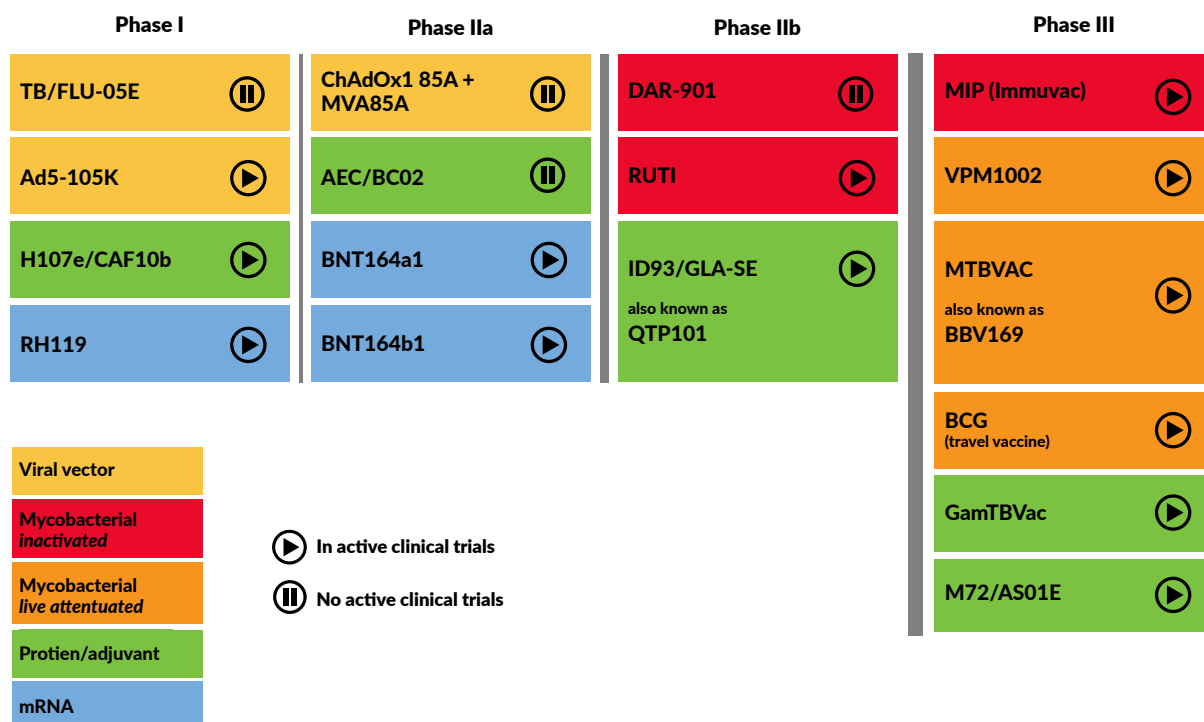 Phase I
TB/FLU-05E
Ad5-105K
H107e/CAF10b
RH119
Phase IIa
ChAdOx1 85A +
MVA85A
AEC/BC02
BNT164a1
BNT164b1
Phase IIb
DAR-901
RUTI
ID93/GLA-SE
also known as
QTP101
Phase III
MIP (Immuvac)
VPM1002
MTBVAC
also known as
BBV169
BCG
(travel vaccine)
GamTBVac
M72/AS01E
Viral vector
Mycobacterial
inactivated
Mycobacterial
live attentuated
Protien/adjuvant
mRNA
In active clinical trials
No active clinical trials